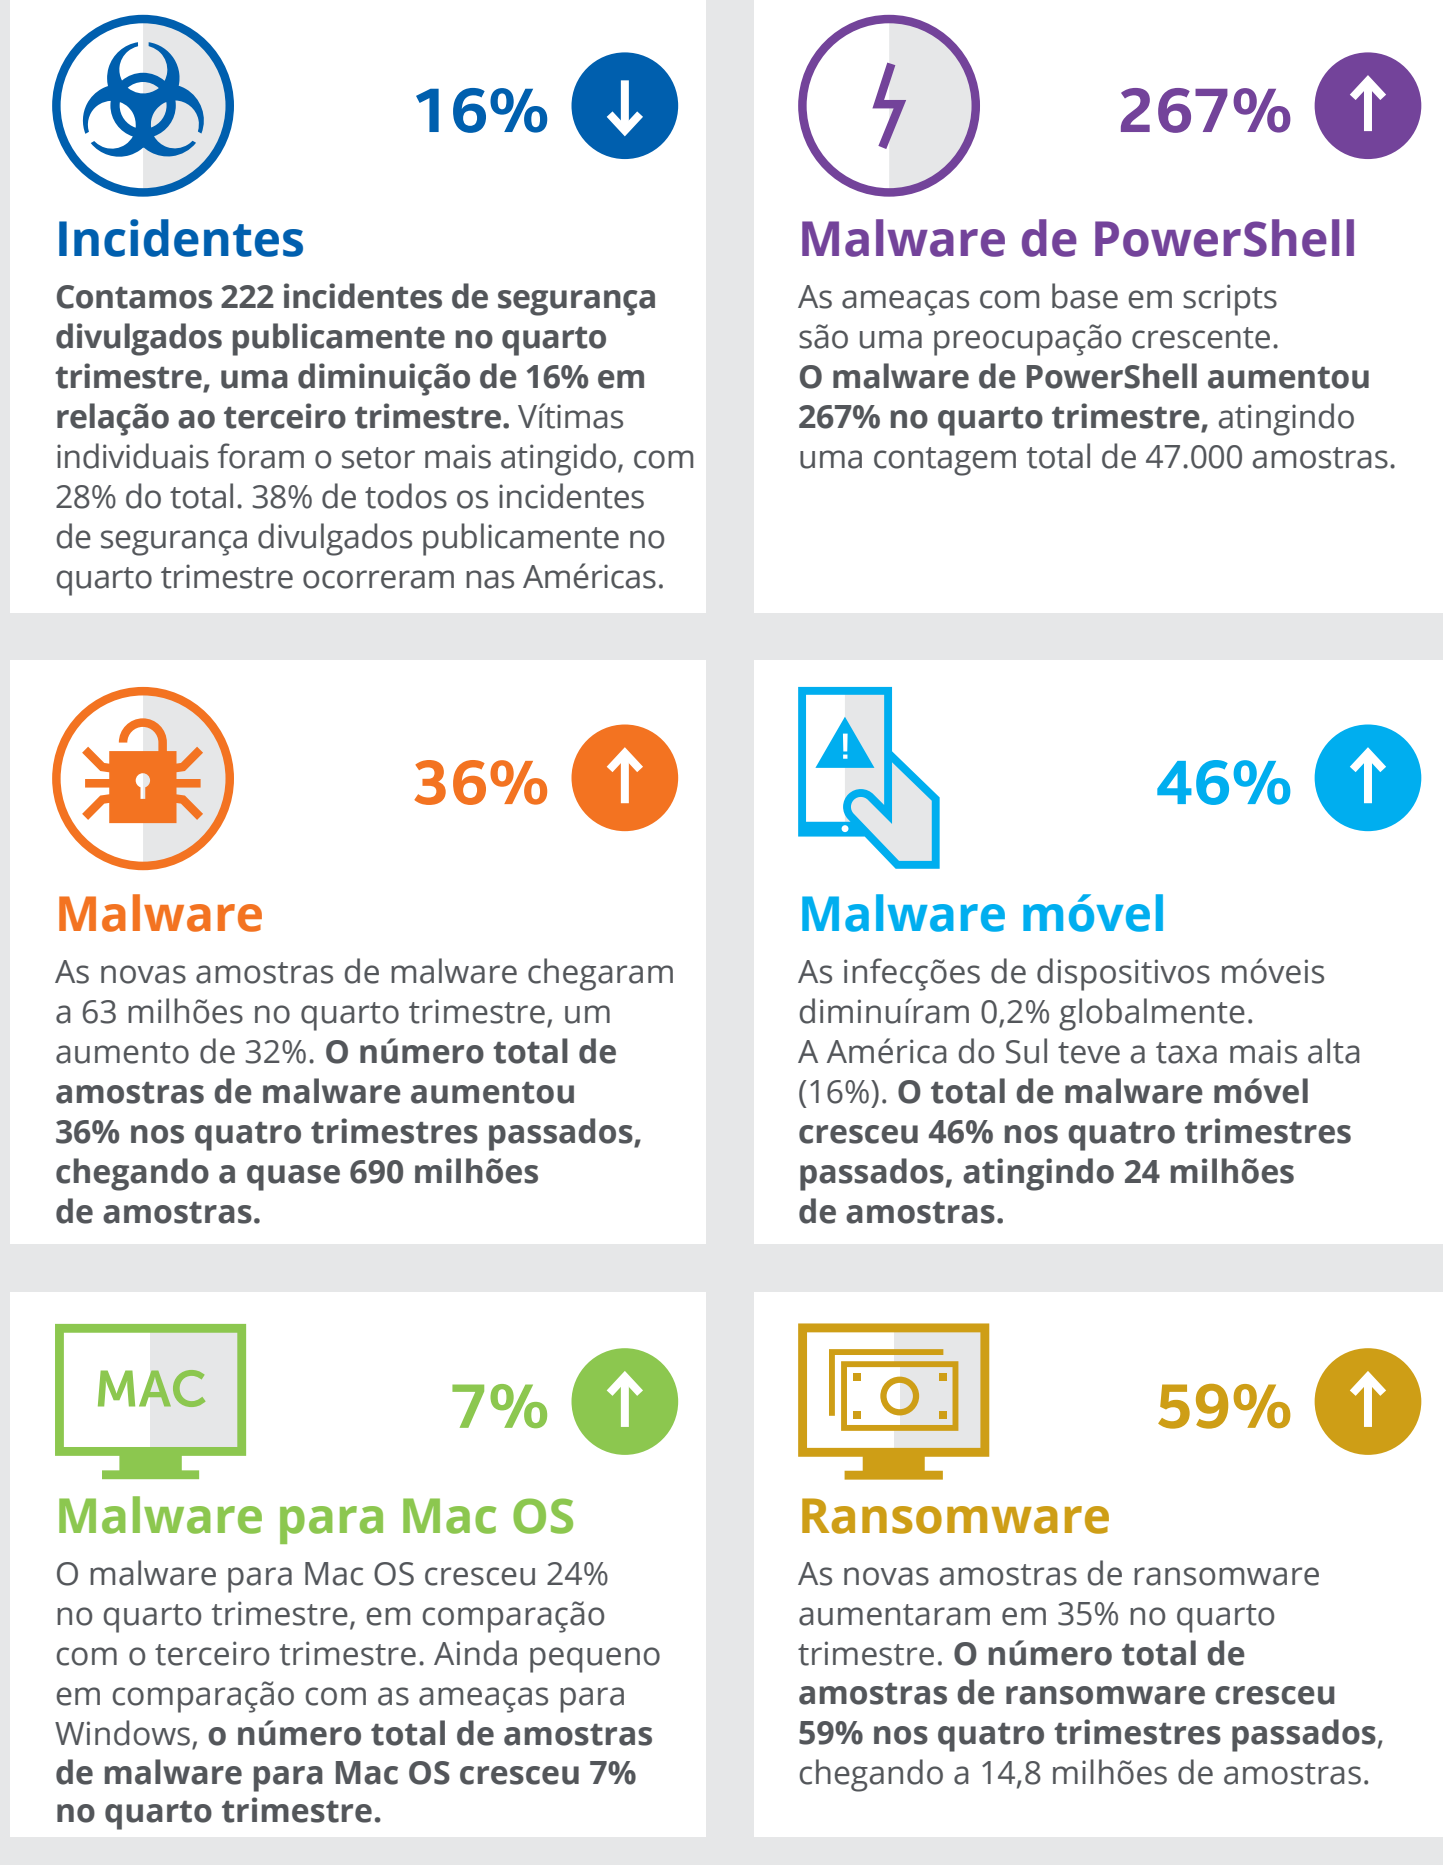 16%
Incidentes
Contamos 222 incidentes de segurança
divulgados publicamente no quarto
trimestre, uma diminuição de 16% em
relação ao terceiro trimestre. Vítimas
individuais foram o setor mais atingido, com
28% do total. 38% de todos os incidentes
de segurança divulgados publicamente no
quarto trimestre ocorreram nas Américas.
267%
Malware de PowerShell
As ameaças com base em scripts
são uma preocupação crescente.
O malware de PowerShell aumentou
267% no quarto trimestre, atingindo
uma contagem total de 47.000 amostras.
36%
Malware
As novas amostras de malware chegaram
a 63 milhões no quarto trimestre, um
aumento de 32%. O número total de
amostras de malware aumentou
36% nos quatro trimestres passados,
chegando a quase 690 milhões
de amostras.
!
46%
Malware móvel
As infecções de dispositivos móveis
diminuíram 0,2% globalmente.
A América do Sul teve a taxa mais alta
(16%). O total de malware móvel
cresceu 46% nos quatro trimestres
passados, atingindo 24 milhões
de amostras.
MAC
7%
Malware para Mac OS
O malware para Mac OS cresceu 24%
no quarto trimestre, em comparação
com o terceiro trimestre. Ainda pequeno
em comparação com as ameaças para
Windows, o número total de amostras
de malware para Mac OS cresceu 7%
no quarto trimestre.
59%
Ransomware
As novas amostras de ransomware
aumentaram em 35% no quarto
trimestre. O número total de
amostras de ransomware cresceu
59% nos quatro trimestres passados,
chegando a 14,8 milhões de amostras.